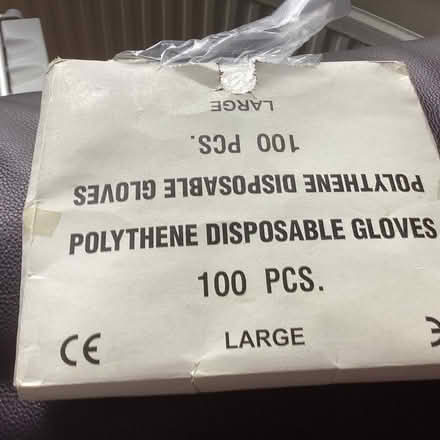 LARGE
100 PCS.
POLYTHENE DISPOSABLE GLOVES
POLYTHENE DISPOSABLE GLOVES
100 PCS.
CE LARGE